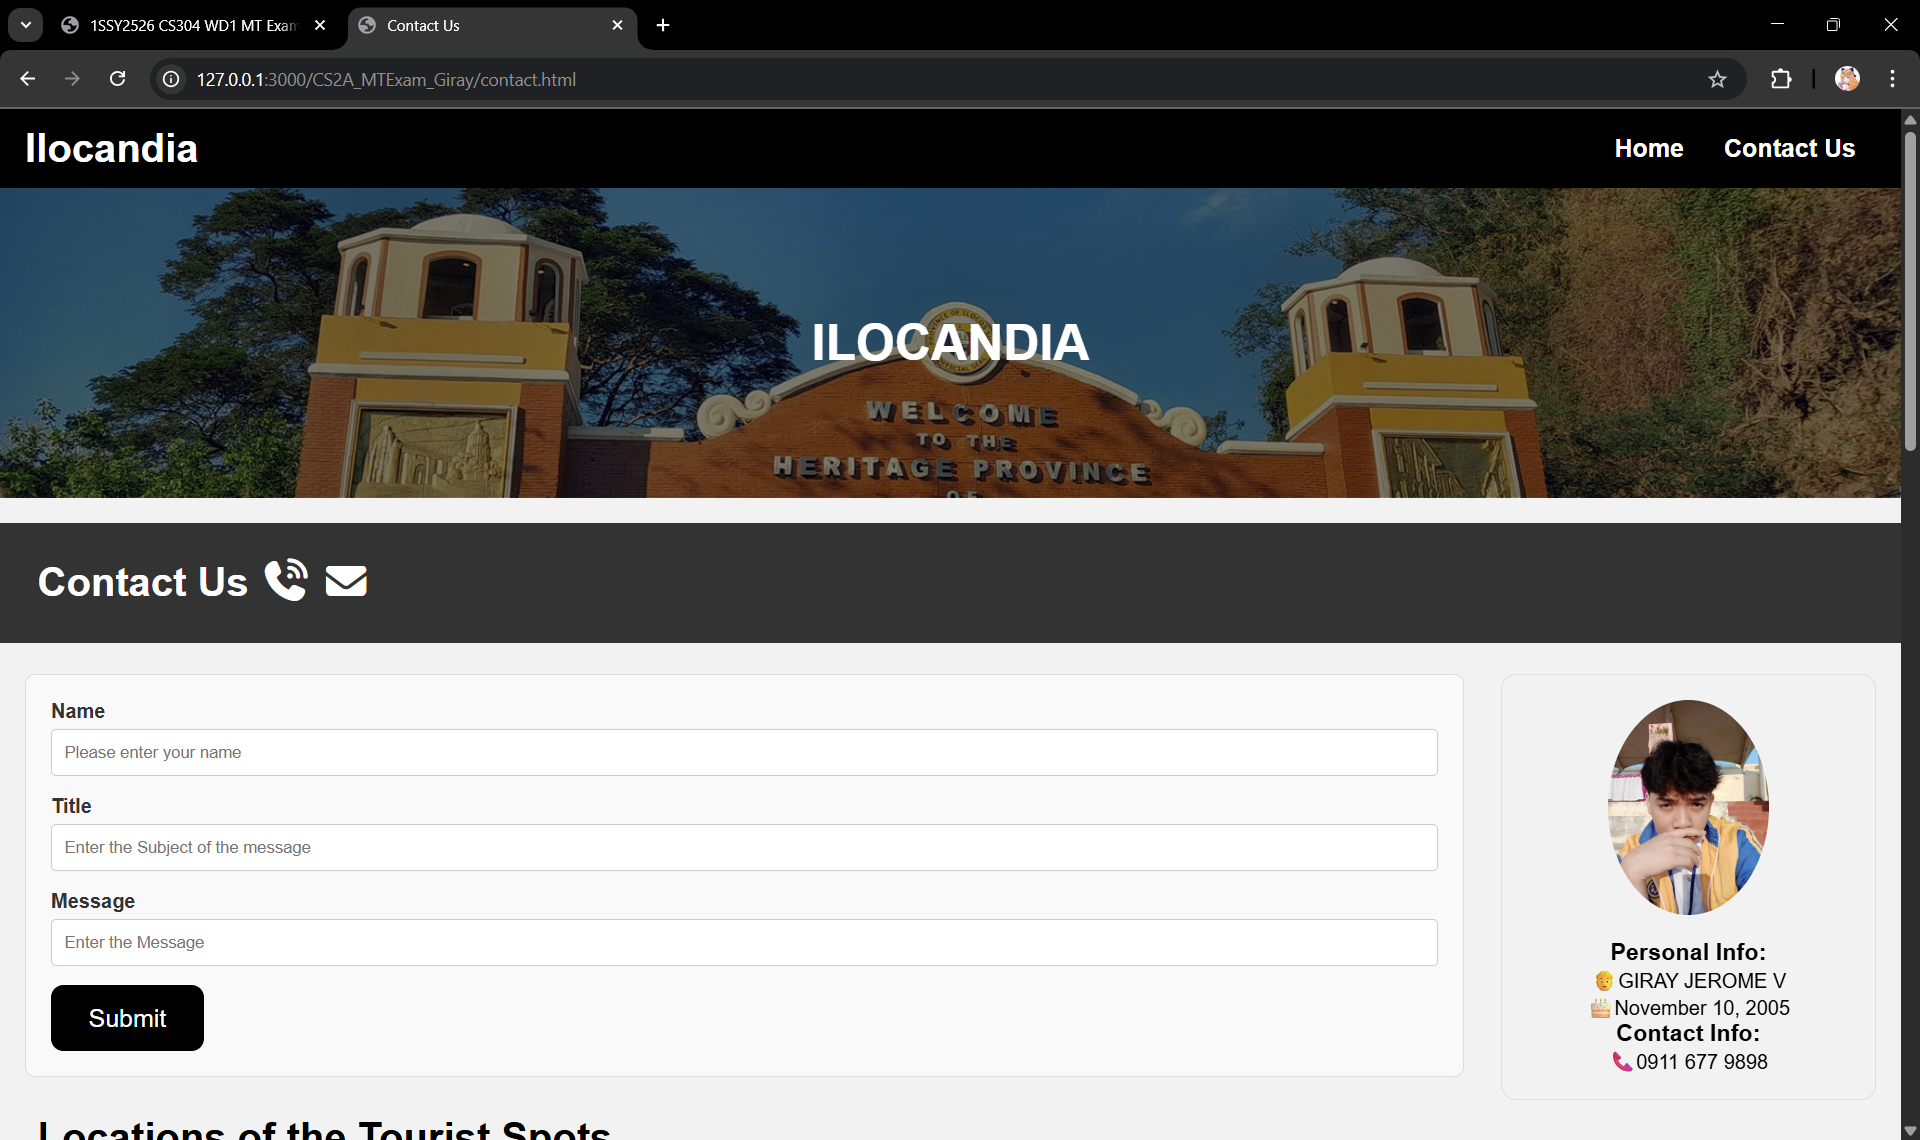 1SSY2526 CS304 WD1 MT Exam
Contact Us
127.0.0.1:3000/CS2A_MTExam_Giray/contact.html
Ilocandia
Home
Contact Us
ILOCANDIA
WELCOME
TO THE
HERITAGE PROVINCE
OF
Contact Us
Name
Please enter your name
Title
Enter the Subject of the message
Message
Enter the Message
Submit
Personal Info:
GIRAY JEROME V
November 10, 2005
Contact Info:
0911 677 9898
Locations of the Tourist Spots